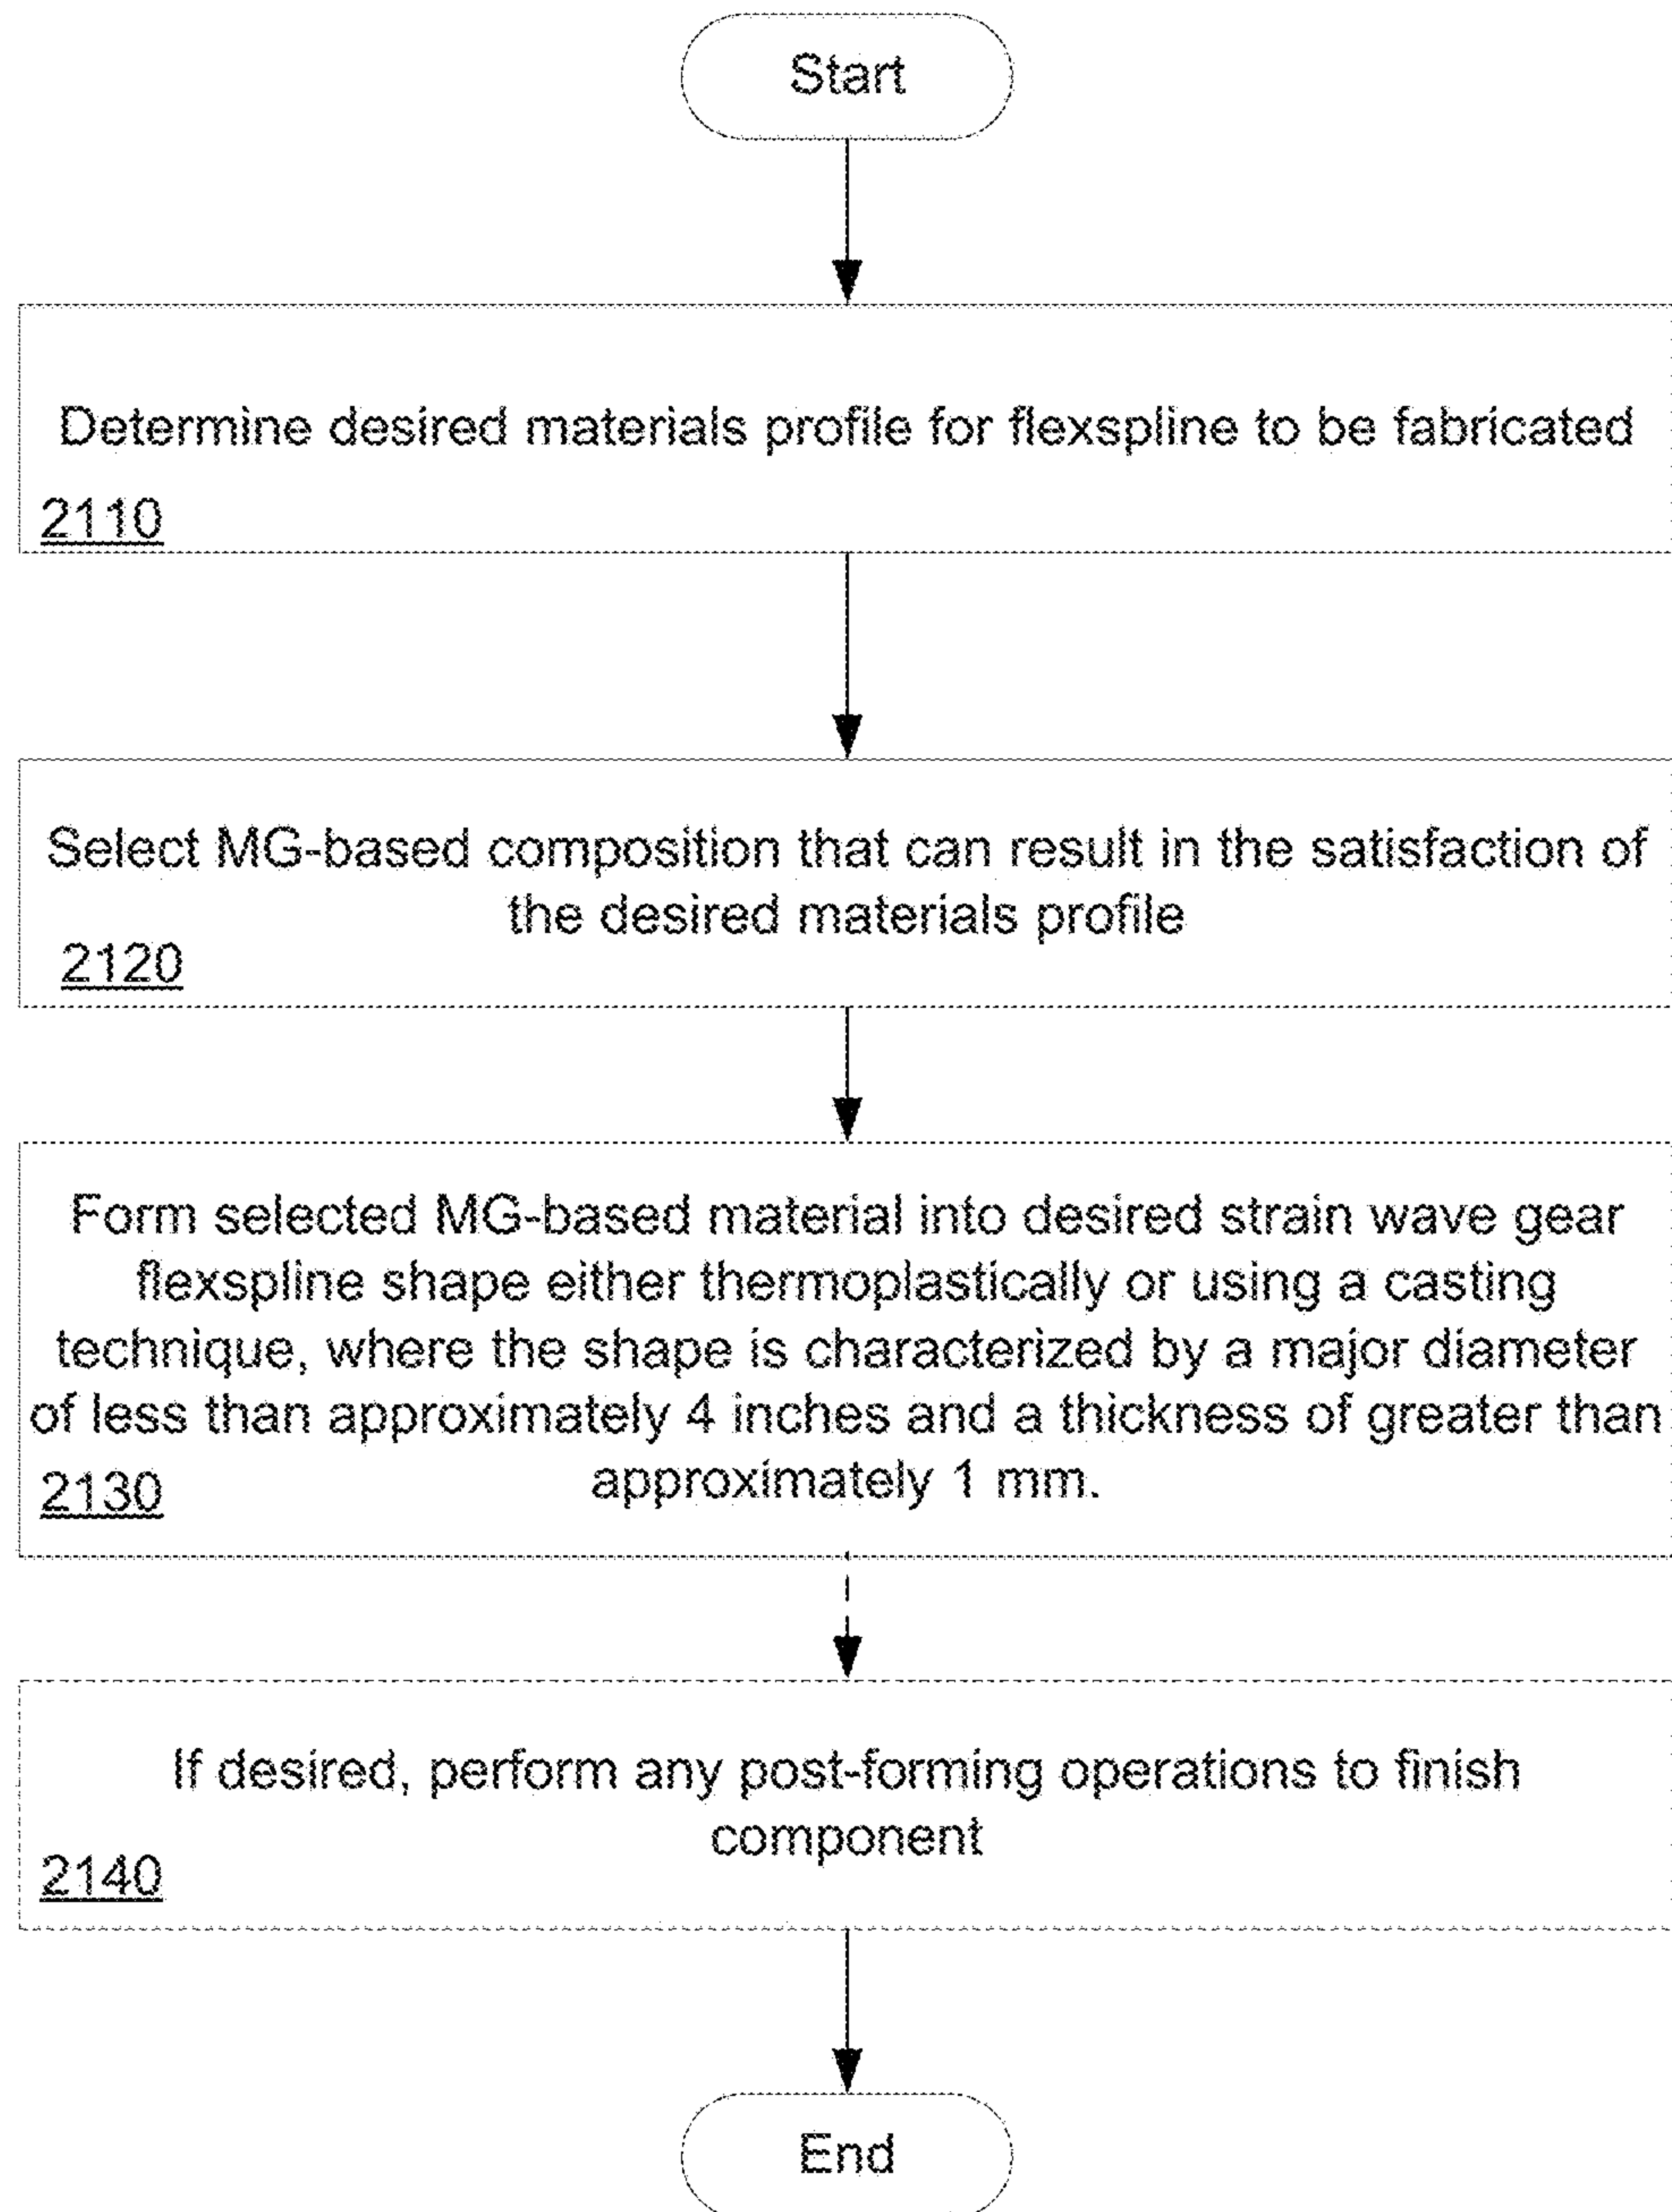 Start
Determine desired materials profile for flexspline to be fabricated
2110
Select MG-based composition that can result in the satisfaction of
the desired materials profile
2120
Form selected MG-based material into desired strain wave gear
flexspline shape either thermoplastically or using a casting
technique, where the shape is characterized by a major diameter
of less than approximately 4 inches and a thickness of greater than
approximately 1 mm.
2130
If desired, perform any post-forming operations to finish
component
2140
End